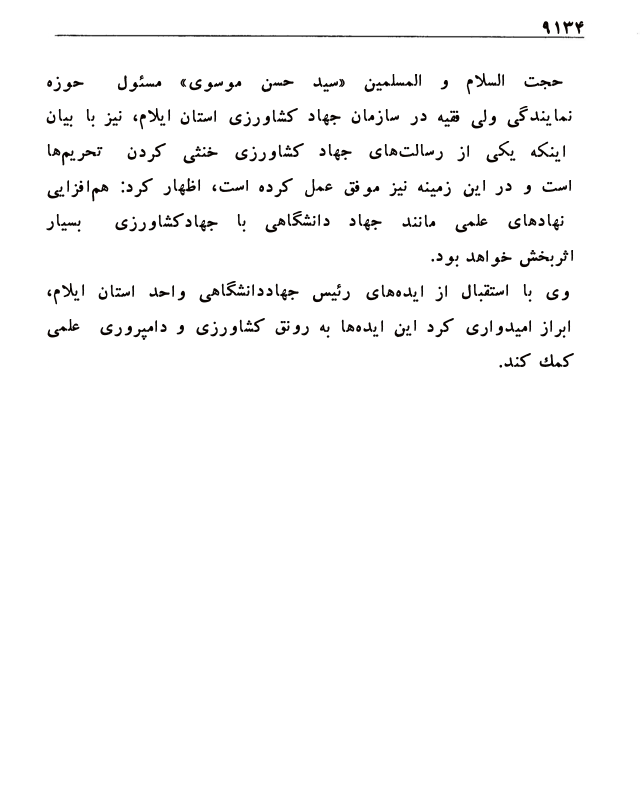 ۹۱۳۴
حجت السلام و المسلمین «سید حسن موسوی» مسئول حوزه
نمایندگی ولی فقیه در سازمان جهاد کشاورزی استان ایلام، نیز با بیان
اینکه یکی از رسالت‌های جهاد کشاورزی خنثی کردن تحریم‌ها
است و در این زمینه نیز موفق عمل کرده است، اظهار کرد: هم‌افزایی
نهادهای علمی مانند جهاد دانشگاهی با جهادکشاورزی بسیار
اثربخش خواهد بود.
وی با استقبال از ایده‌های رئیس جهاددانشگاهی واحد استان ایلام،
ابراز امیدواری کرد این ایده‌ها به رونق کشاورزی و دامپروری علمی
کمك کند.